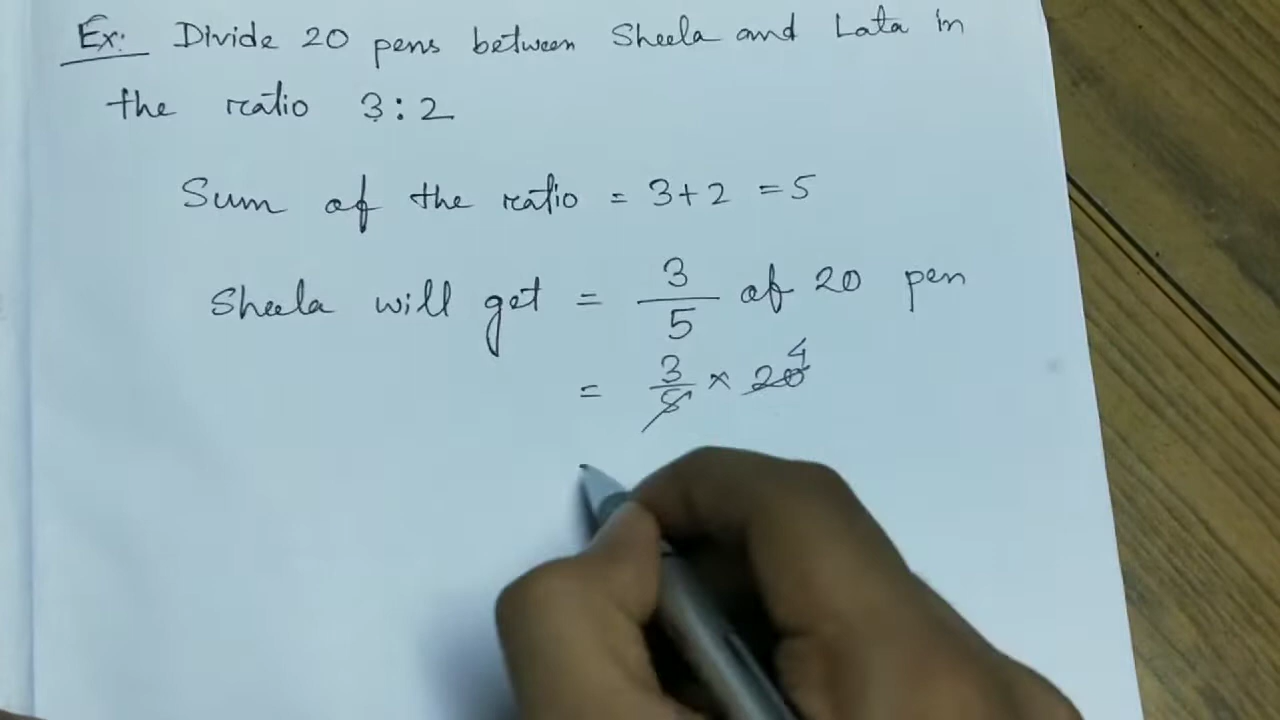 Ex: Divide 20 pens between Sheela and Lata in
the ratio 3:2
Sum of the ratio = 3+2 = 5
Sheela will get = 3/5 of 20 pen
= 3/5 × 20 4